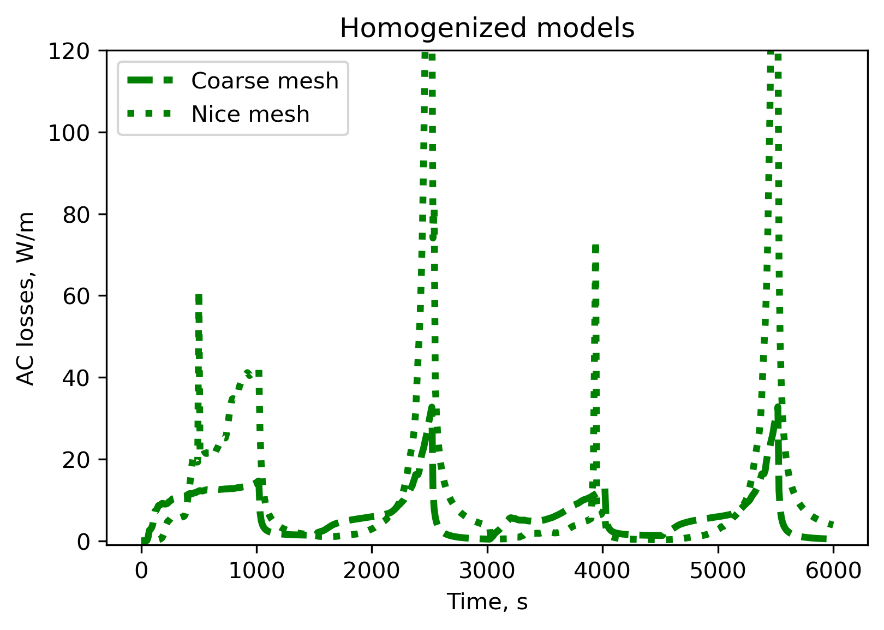 Homogenized models
Coarse mesh
Nice mesh
AC losses, W/m
120
100
80
60
40
20
0
0 1000 2000 3000 4000 5000 6000
Time, s